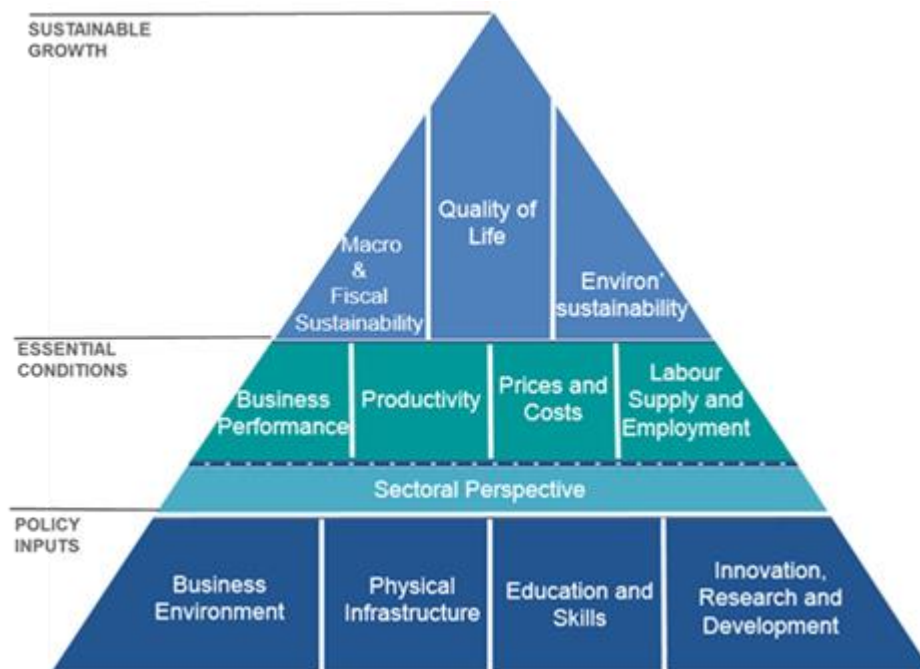 SUSTAINABLE
GROWTH
Quality of
Life
Macro
&
Fiscal
Sustainability
Environ'
sustainability
ESSENTIAL
CONDITIONS
Business
Performance
Productivity
Prices and
Costs
Labour
Supply and
Employment
Sectoral Perspective
POLICY
INPUTS
Business
Environment
Physical
Infrastructure
Education and
Skills
Innovation,
Research and
Development